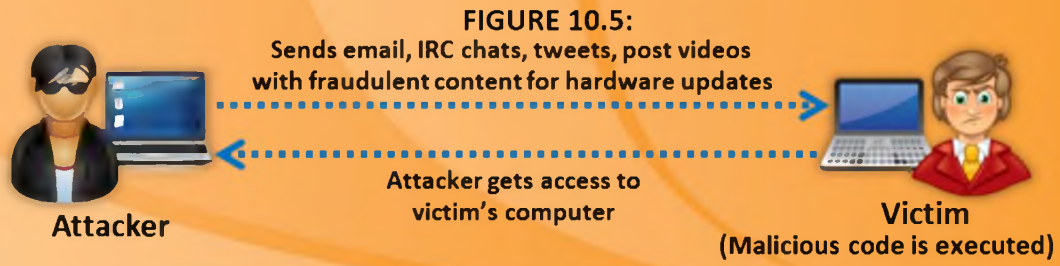 FIGURE 10.5:
Sends email, IRC chats, tweets, post videos
with fraudulent content for hardware updates
Attacker gets access to
victim's computer
Attacker
Victim
(Malicious code is executed)